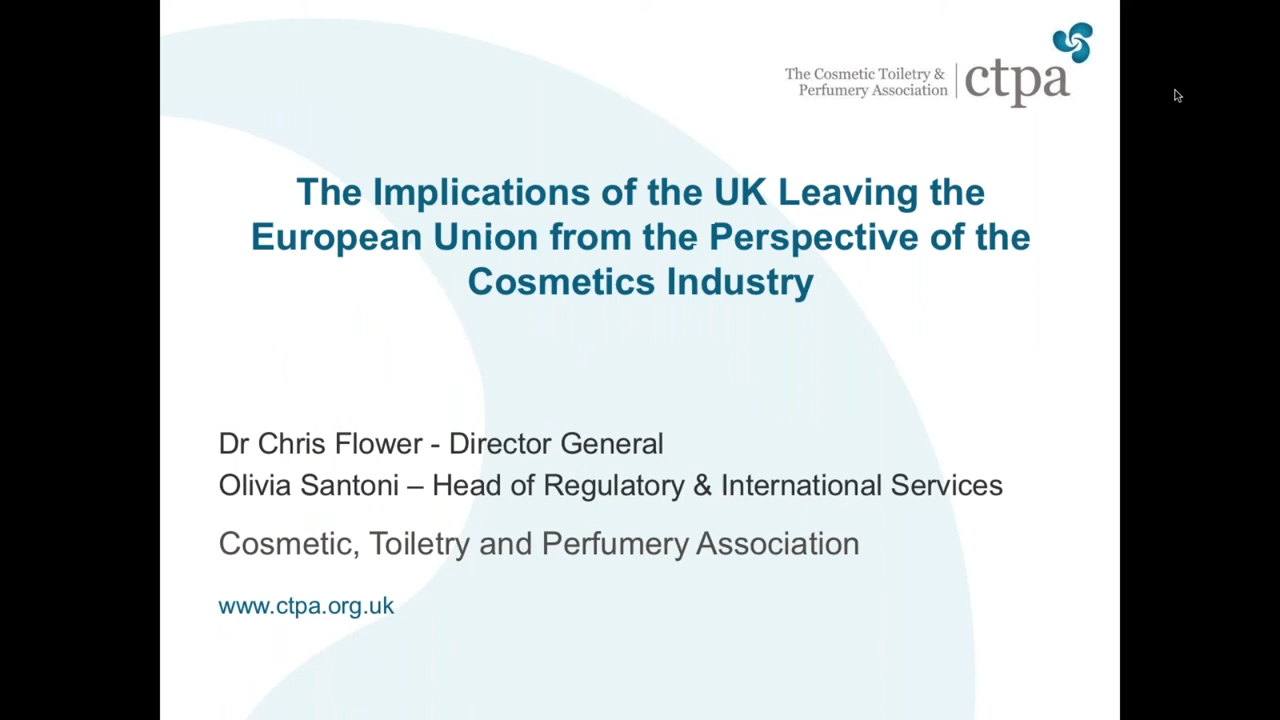 The Cosmetic Toiletry &
Perfumery Association
ctpa
The Implications of the UK Leaving the
European Union from the Perspective of the
Cosmetics Industry
Dr Chris Flower - Director General
Olivia Santoni – Head of Regulatory & International Services
Cosmetic, Toiletry and Perfumery Association
www.ctpa.org.uk